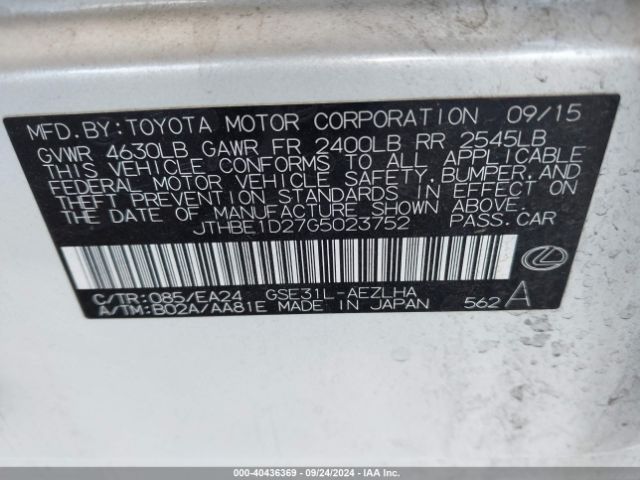 MFD.BY:TOYOTA MOTOR CORPORATION 09/15
GVWR 4630LB GAWR FR 2400LB RR 2545LB
THIS VEHICLE CONFORMS TO ALL APPLICABLE
FEDERAL MOTOR VEHICLE SAFETY.BUMPER.AND
THEFT PREVENTION STANDARDS IN EFFECT ON
THE DATE OF MANUFACTURE SHOWN ABOVE.
JTHBE1D27G5023752 PASS.CAR
C/TR:085/EA24 GSE31L-AEZLHA
A/TM:B02A/AA81E MADE IN JAPAN 562 A
000-40436369 - 09/24/2024 - IAA Inc.